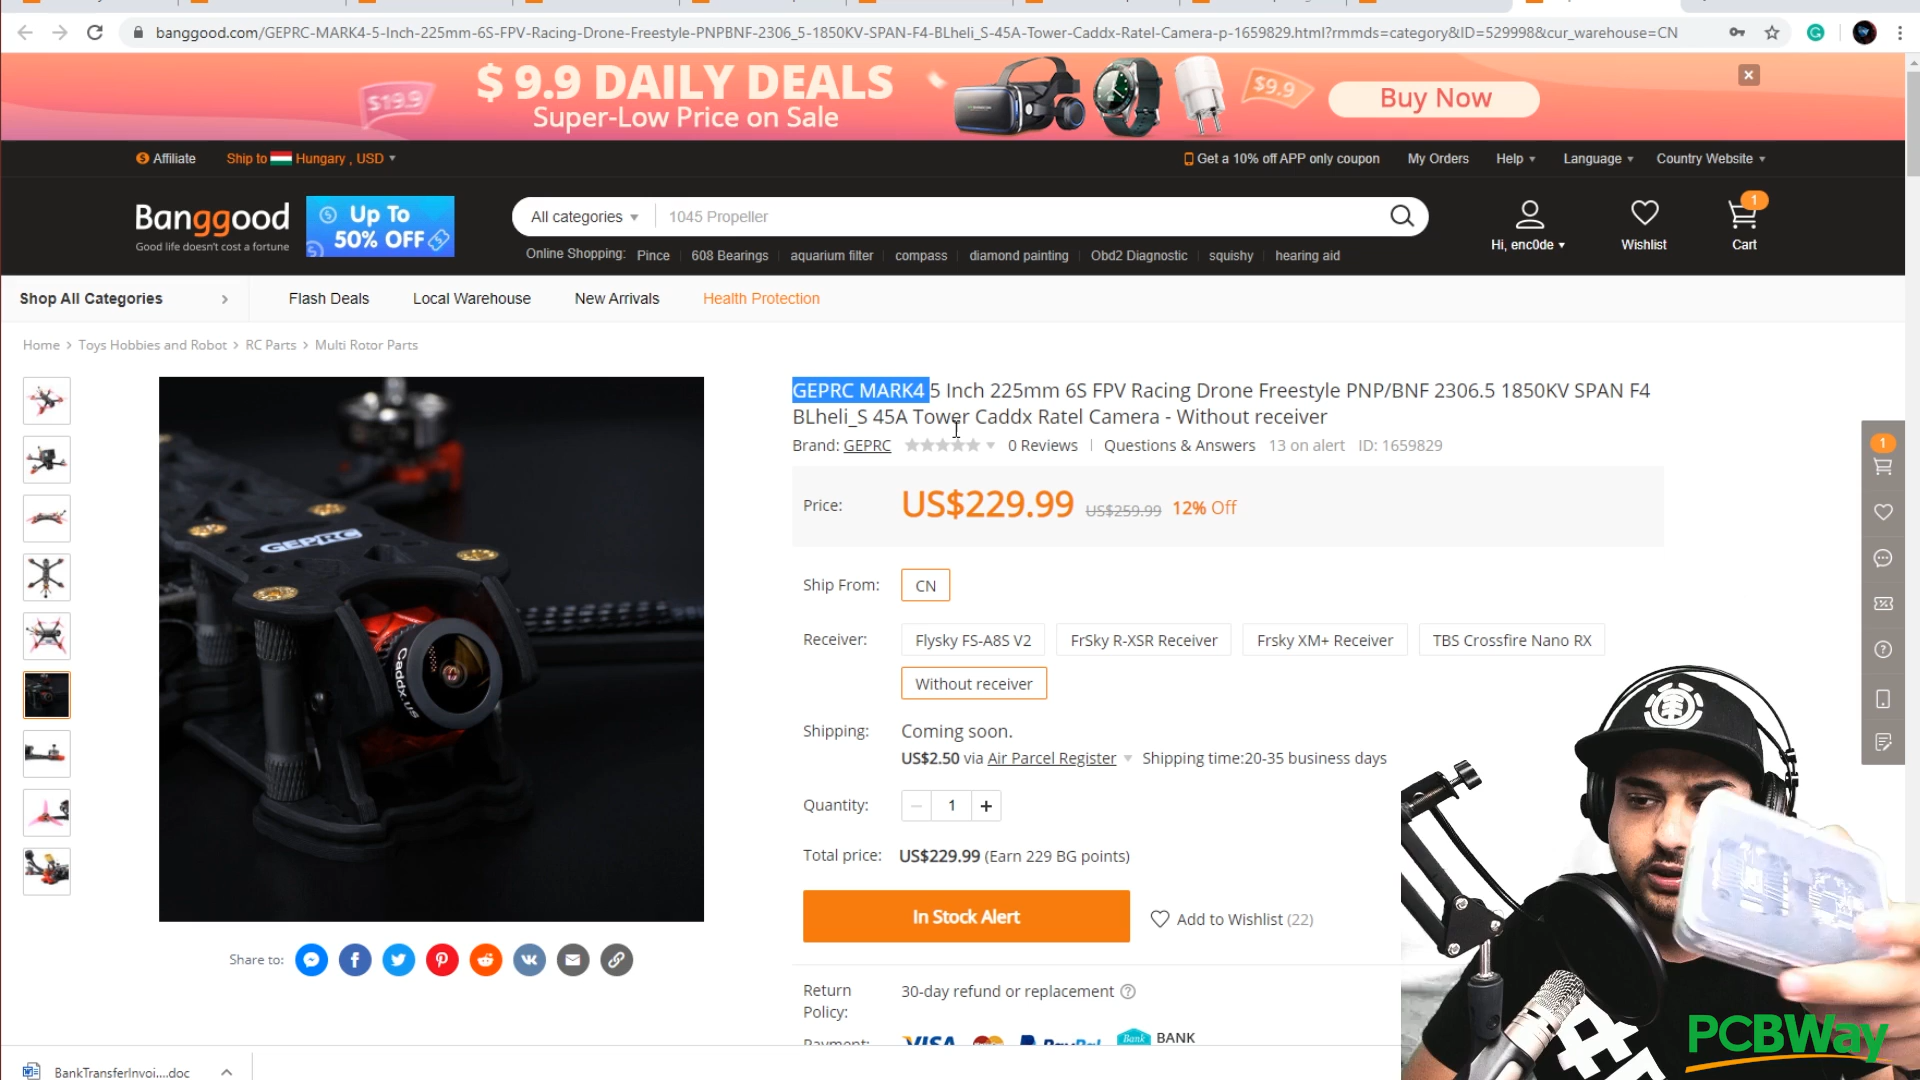 banggood.com/GEPRC-MARK4-5-Inch-225mm-6S-FPV-Racing-Drone-Freestyle-PNPBNF-2306_5-1850KV-SPAN-F4-BLheli_S-45A-Tower-Caddx-Ratel-Camera-p-1659829.html?rmmds=category&ID=529998&cur_warehouse=CN
$19.9
$ 9.9 DAILY DEALS
Super-Low Price on Sale
$9.9
Buy Now
Affiliate
Ship to Hungary , USD
Get a 10% off APP only coupon
My Orders
Help
Language
Country Website
Banggood
Good life doesn't cost a fortune
Up To
50% OFF
All categories
1045 Propeller
Hi, enc0de
Wishlist
1
Cart
Online Shopping: Pince 608 Bearings aquarium filter compass diamond painting Obd2 Diagnostic squishy hearing aid
Shop All Categories
Flash Deals
Local Warehouse
New Arrivals
Health Protection
Home > Toys Hobbies and Robot > RC Parts > Multi Rotor Parts
GEPRC MARK4 5 Inch 225mm 6S FPV Racing Drone Freestyle PNP/BNF 2306.5 1850KV SPAN F4
BLheli_S 45A Tower Caddx Ratel Camera - Without receiver
Brand: GEPRC 0 Reviews Questions & Answers 13 on alert ID: 1659829
Price: US$229.99 US$259.99 12% Off
Ship From: CN
Receiver: Flysky FS-A8S V2 FrSky R-XSR Receiver Frsky XM+ Receiver TBS Crossfire Nano RX
Without receiver
Shipping: Coming soon.
US$2.50 via Air Parcel Register Shipping time:20-35 business days
Quantity: 1
Total price: US$229.99 (Earn 229 BG points)
In Stock Alert
Add to Wishlist (22)
Return
Policy:
30-day refund or replacement
Payment: VISA PayPal Bank BANK
GEPRC
Caddx.us
Share to:
1
PCBWay
BankTransferInvoi....doc